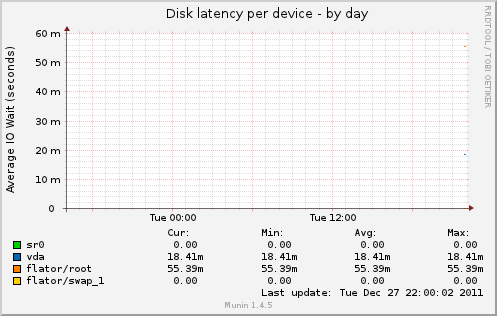 Disk latency per device - by day
RRDTOOL / TOBI OETIKER
Average IO Wait (seconds)
60 m
50 m
40 m
30 m
20 m
10 m
0
Tue 00:00 Tue 12:00
Cur: Min: Avg: Max:
sr0 0.00 0.00 0.00 0.00
vda 18.41m 18.41m 18.41m 18.41m
flator/root 55.39m 55.39m 55.39m 55.39m
flator/swap_1 0.00 0.00 0.00 0.00
Last update: Tue Dec 27 22:00:02 2011
Munin 1.4.5